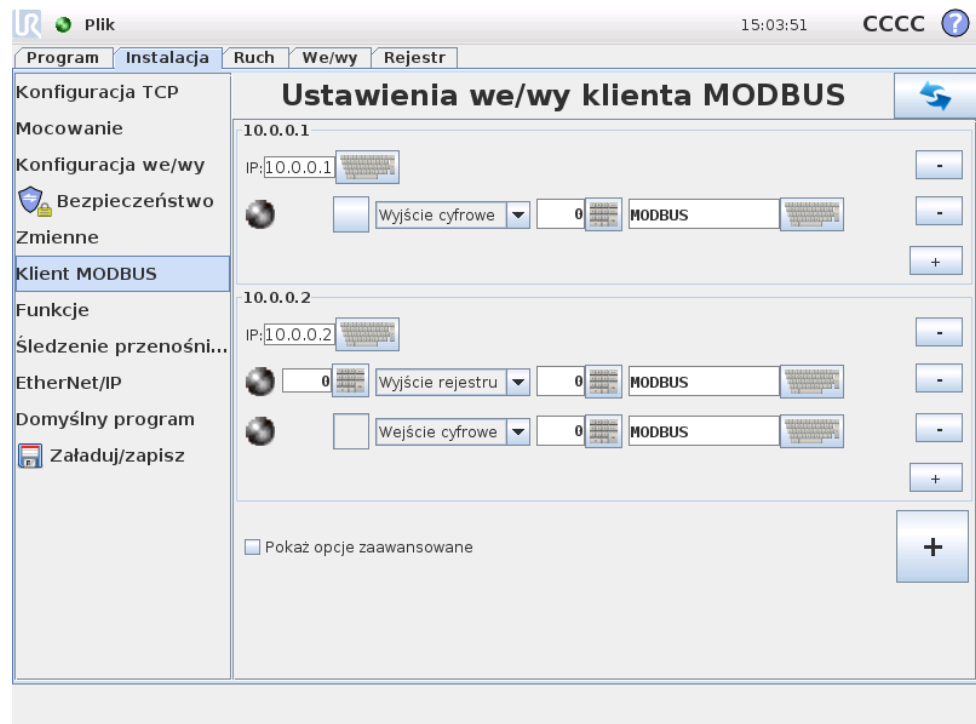 UR Plik 15:03:51 CCCC ?
Program Instalacja Ruch We/wy Rejestr
Konfiguracja TCP
Mocowanie
Konfiguracja we/wy
Bezpieczeństwo
Zmienne
Klient MODBUS
Funkcje
Śledzenie przenośni...
EtherNet/IP
Domyślny program
Załaduj/zapisz
Ustawienia we/wy klienta MODBUS
10.0.0.1
IP: 10.0.0.1 -
Wyjście cyfrowe 0 MODBUS -
+
10.0.0.2
IP: 10.0.0.2 -
0 Wyjście rejestru 0 MODBUS -
Wejście cyfrowe 0 MODBUS -
+
Pokaż opcje zaawansowane +